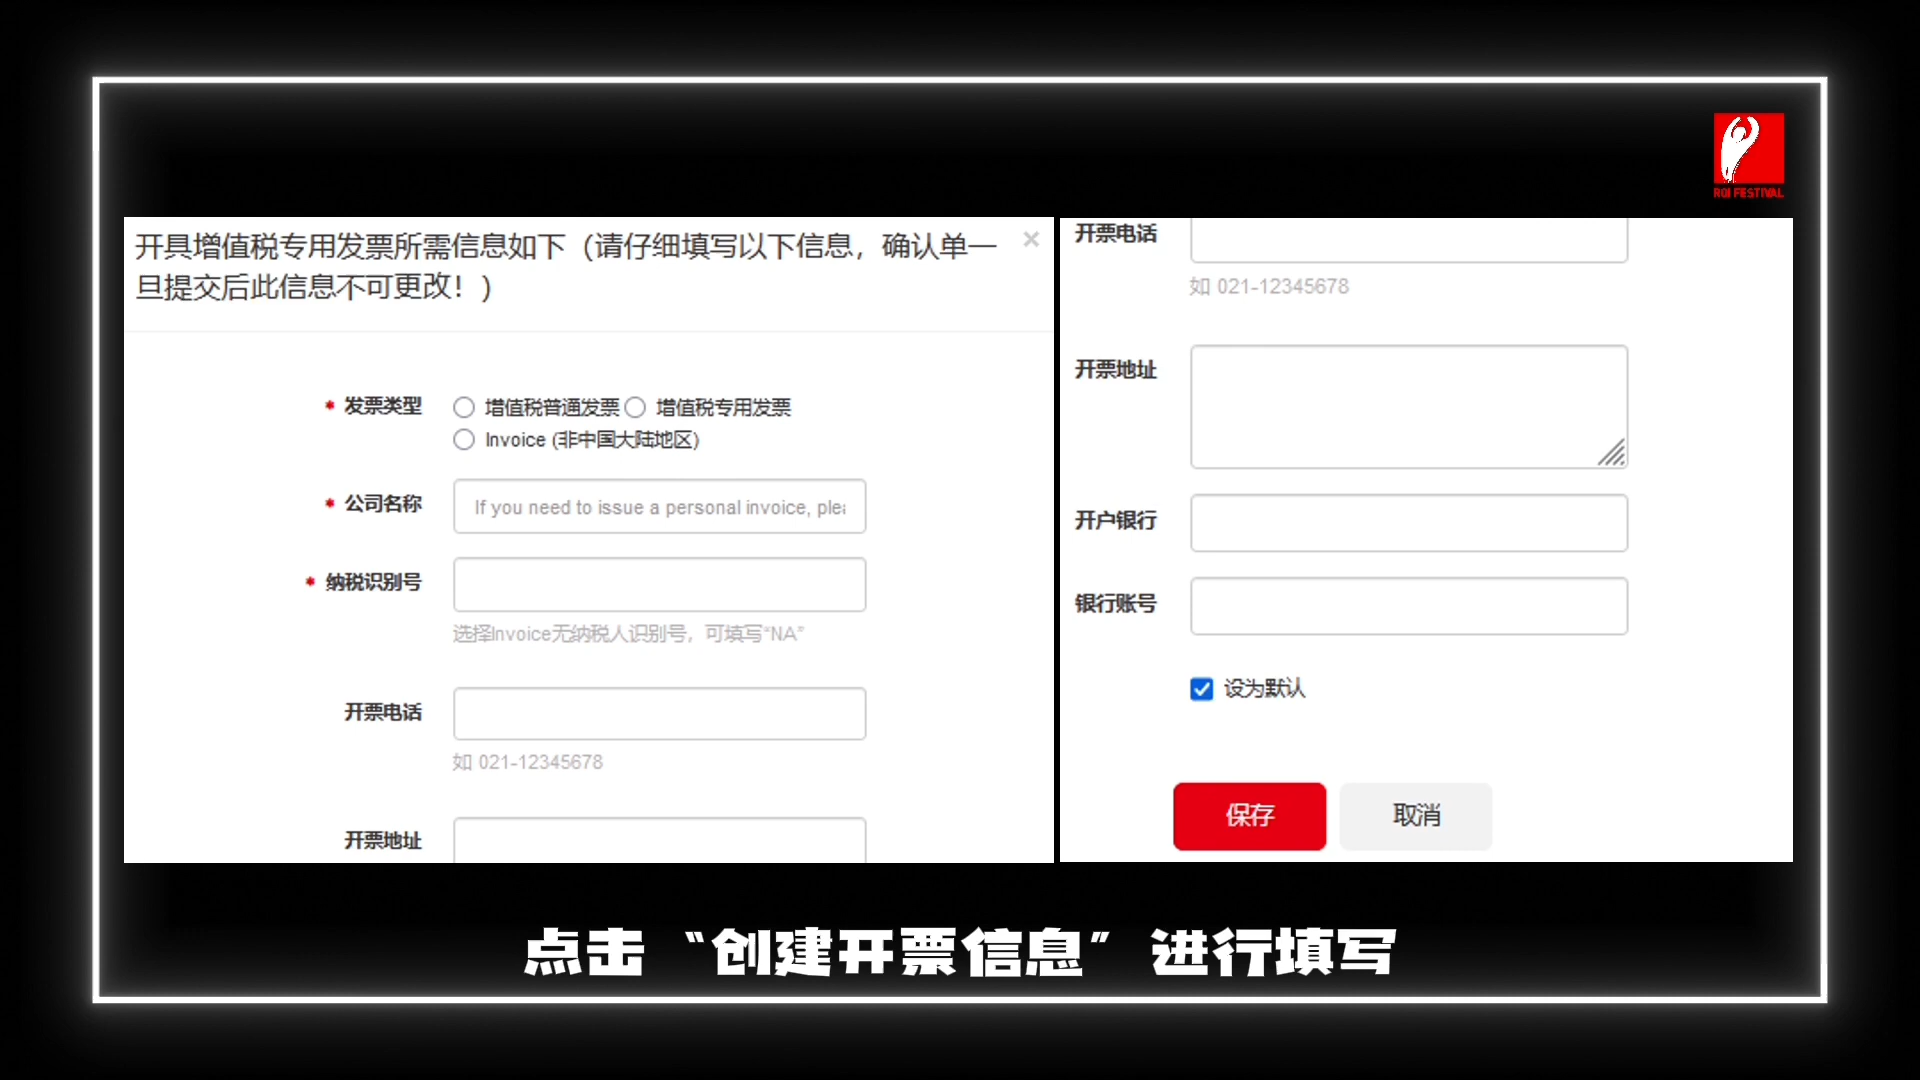 ROI FESTIVAL
开具增值税专用发票所需信息如下（请仔细填写以下信息，确认单一
旦提交后此信息不可更改！）
×
* 发票类型
增值税普通发票 增值税专用发票
Invoice (非中国大陆地区)
* 公司名称
If you need to issue a personal invoice, plea
* 纳税识别号
选择Invoice无纳税人识别号，可填写“NA”
开票电话
如 021-12345678
开票地址
开票电话
如 021-12345678
开票地址
开户银行
银行账号
设为默认
保存 取消
点击“创建开票信息”进行填写